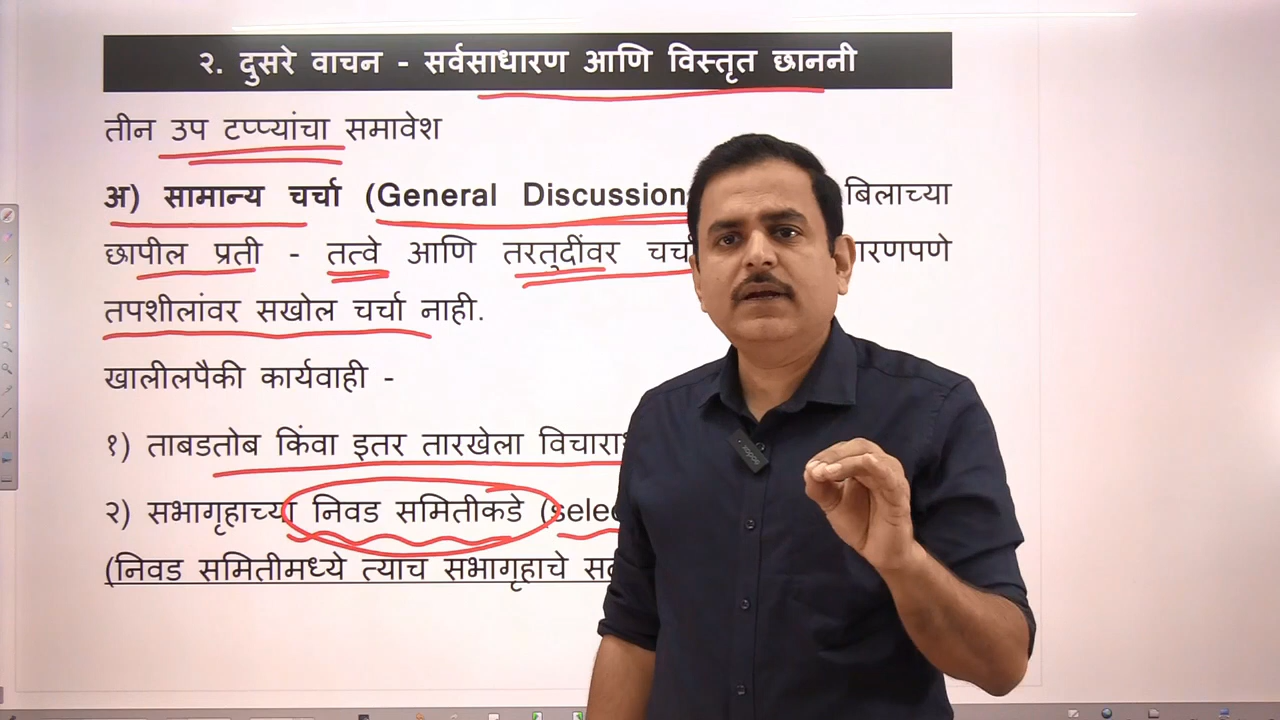 २. दुसरे वाचन - सर्वसाधारण आणि विस्तृत छाननी
तीन उप टप्प्यांचा समावेश
अ) सामान्य चर्चा (General Discussion बिलाच्या
छापील प्रती - तत्वे आणि तरतुदींवर
तपशीलांवर सखोल चर्चा नाही.
खालीलपैकी कार्यवाही -
१) ताबडतोब किंवा इतर तारखेला
२) सभागृहाच्या निवड समितीकडे
(निवड समितीमध्ये त्याच सभागृहाचे